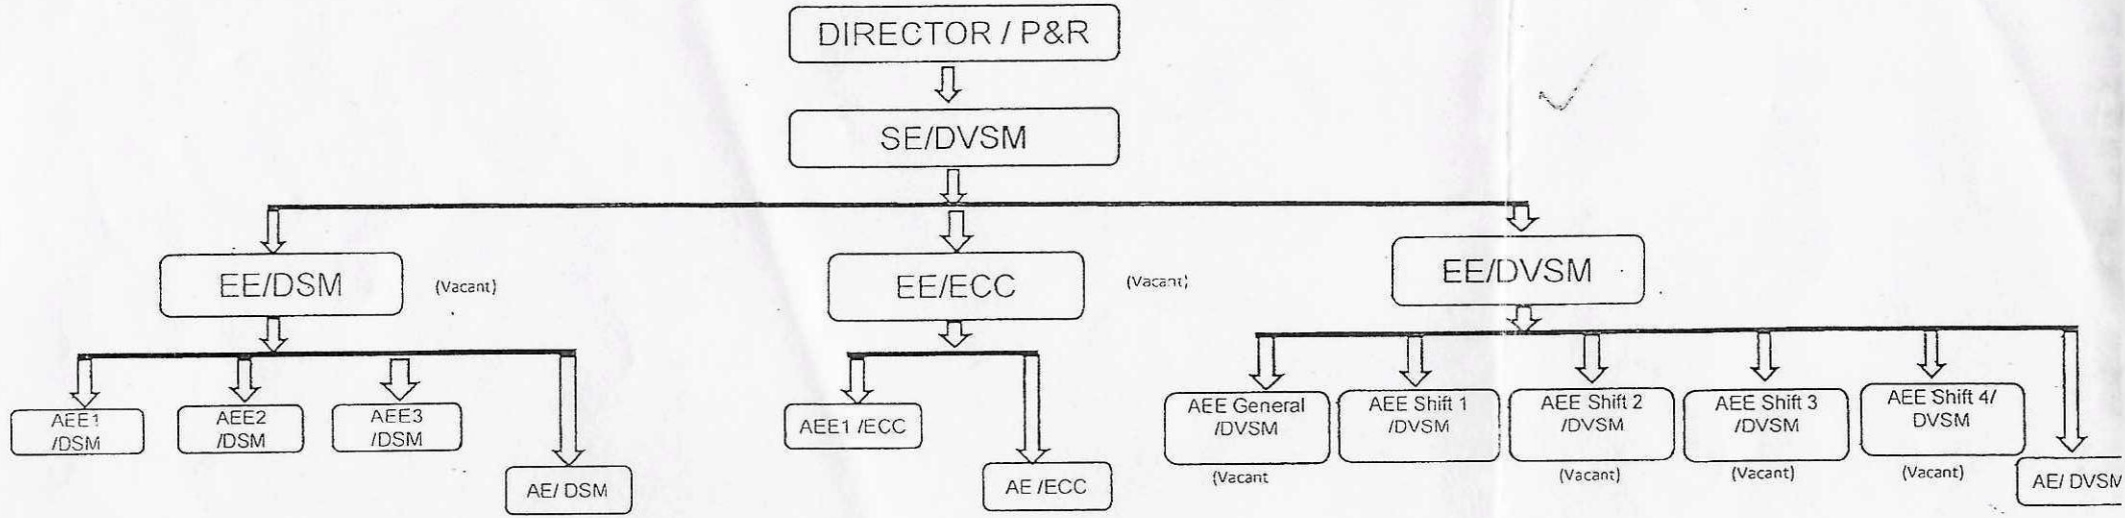 DIRECTOR / P&R
SE/DVSM
EE/DSM
(Vacant)
EE/ECC
(Vacant)
EE/DVSM
AEE1
/DSM
AEE2
/DSM
AEE3
/DSM
AE/ DSM
AEE1 /ECC
AE /ECC
AEE General
/DVSM
(Vacant
AEE Shift 1
/DVSM
AEE Shift 2
/DVSM
(Vacant)
AEE Shift 3
/DVSM
(Vacant)
AEE Shift 4/
DVSM
(Vacant)
AE/ DVSM